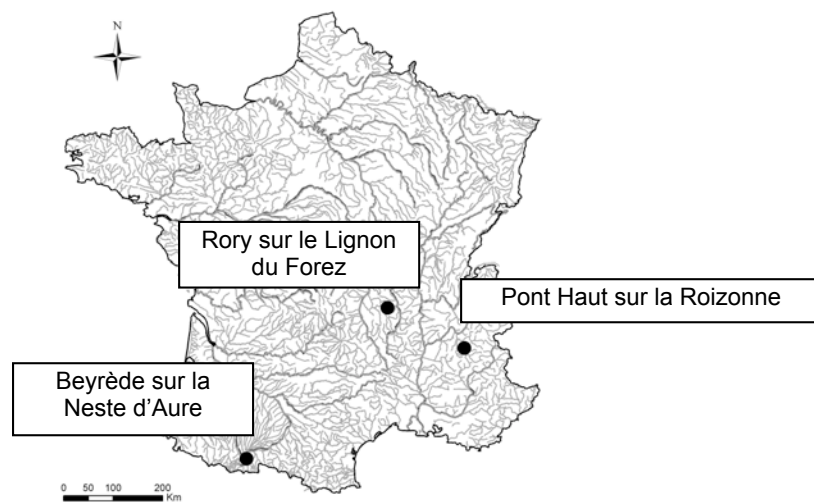 N
Rory sur le Lignon
du Forez
Pont Haut sur la Roizonne
Beyrède sur la
Neste d'Aure
0 50 100 200
Km